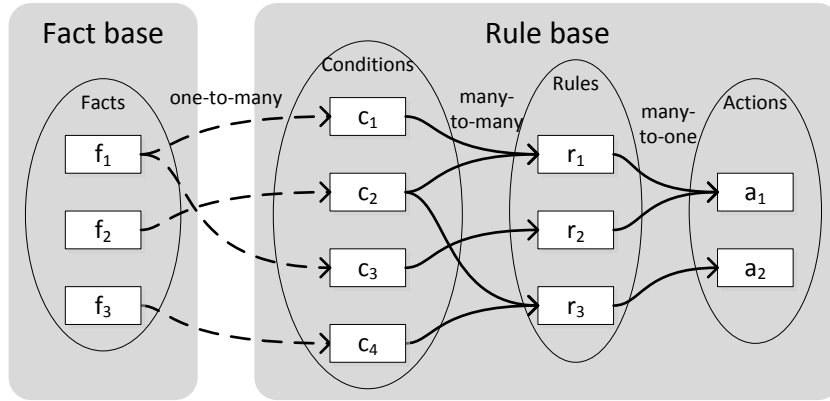 Fact base
Rule base
Facts
one-to-many
Conditions
many-
to-many
Rules
many-
to-one
Actions
f1
f2
f3
c1
c2
c3
c4
r1
r2
r3
a1
a2